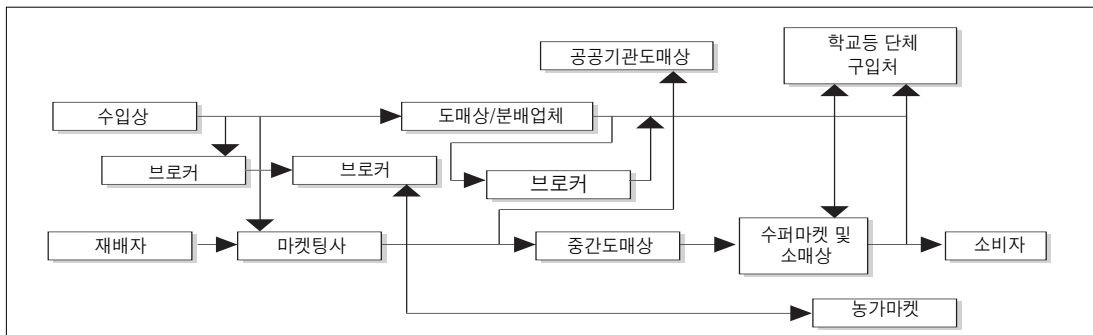 공공기관도매상
학교등 단체
구입처
수입상
도매상/분배업체
브로커
브로커
브로커
재배자
마켓팅사
중간도매상
수퍼마켓 및
소매상
소비자
농가마켓